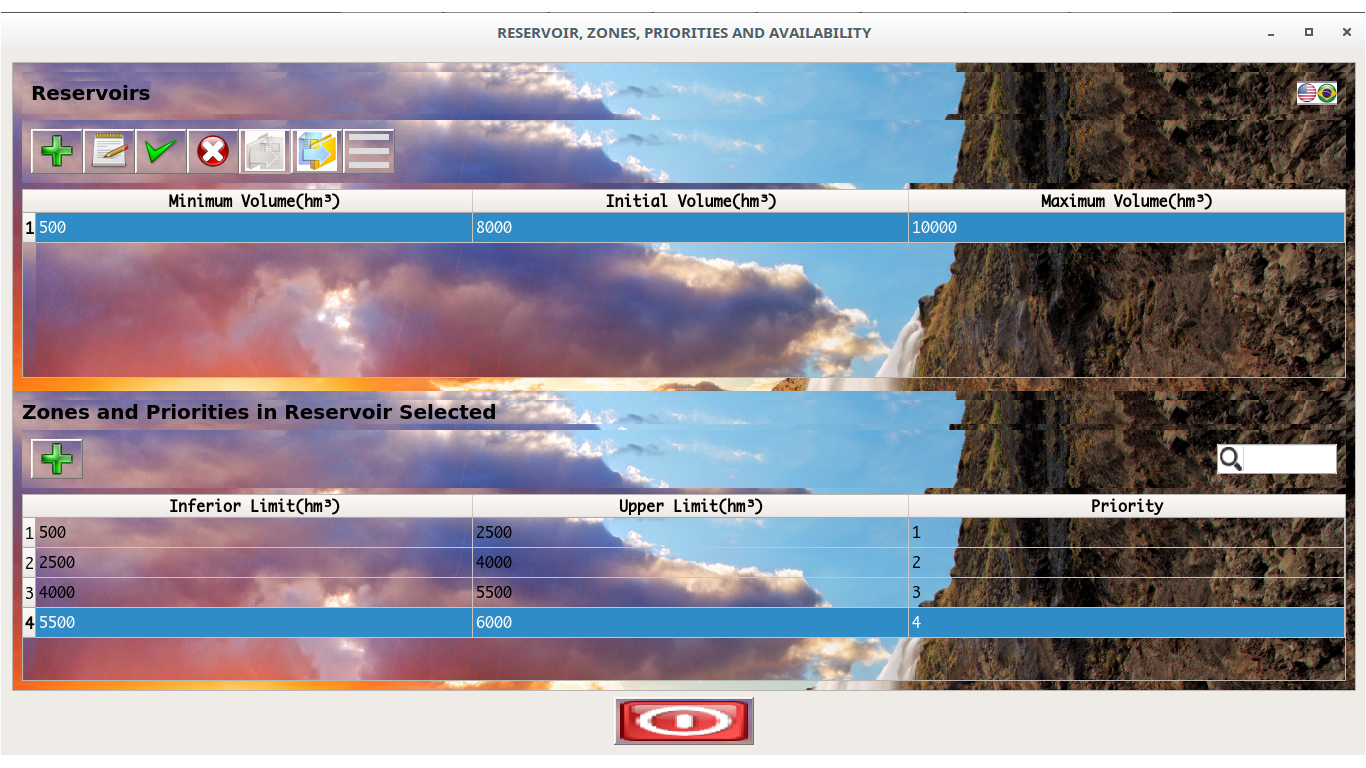 RESERVOIR, ZONES, PRIORITIES AND AVAILABILITY
Reservoirs
Minimum Volume(hm³) Initial Volume(hm³) Maximum Volume(hm³)
1 500 8000 10000
Zones and Priorities in Reservoir Selected
Inferior Limit(hm³) Upper Limit(hm³) Priority
1 500 2500 1
2 2500 4000 2
3 4000 5500 3
4 5500 6000 4